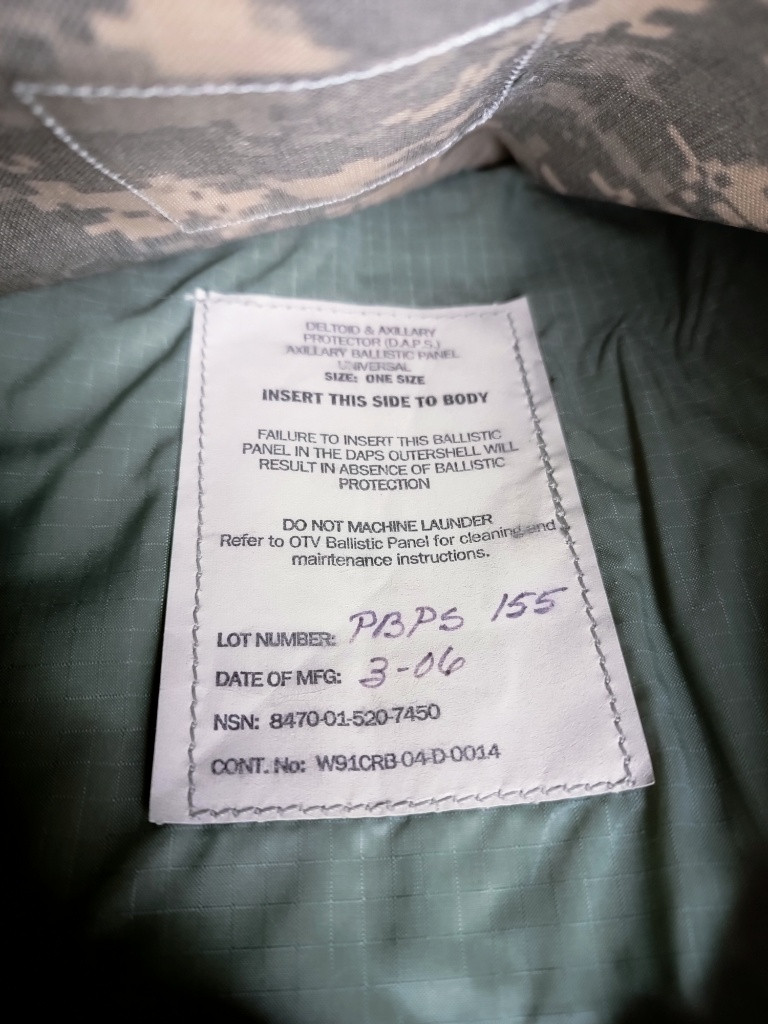 DELTOID & AXILLARY
PROTECTOR (D.A.P.S.)
AXILLARY BALLISTIC PANEL
UNIVERSAL
SIZE: ONE SIZE
INSERT THIS SIDE TO BODY
FAILURE TO INSERT THIS BALLISTIC
PANEL IN THE DAPS OUTERSHELL WILL
RESULT IN ABSENCE OF BALLISTIC
PROTECTION
DO NOT MACHINE LAUNDER
Refer to OTV Ballistic Panel for cleaning and
maintenance instructions.
LOT NUMBER: PBPS 155
DATE OF MFG: 3-06
NSN: 8470-01-520-7450
CONT. No: W91CRB-04-D-0014